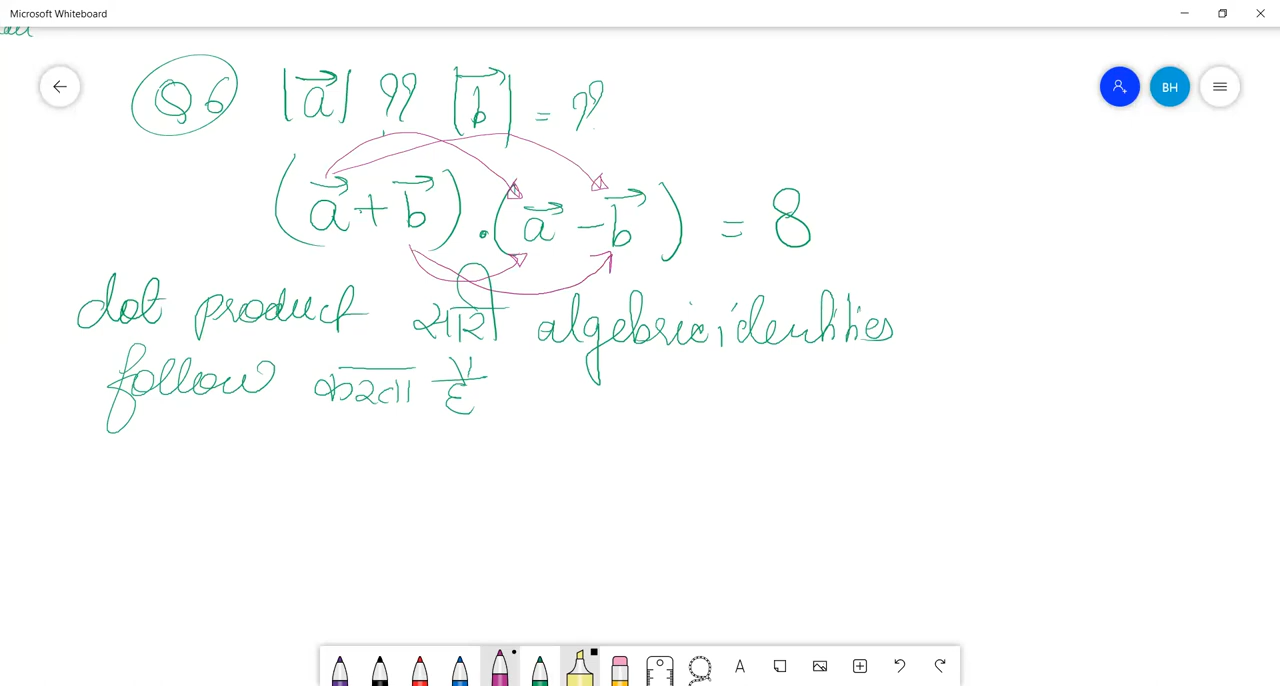 Microsoft Whiteboard
BH
Q6 |a⃗| ?? |b⃗| = ??
(a⃗ + b⃗) . (a⃗ − b⃗) = 8
dot product सारी algebric identities
follow करता है
A